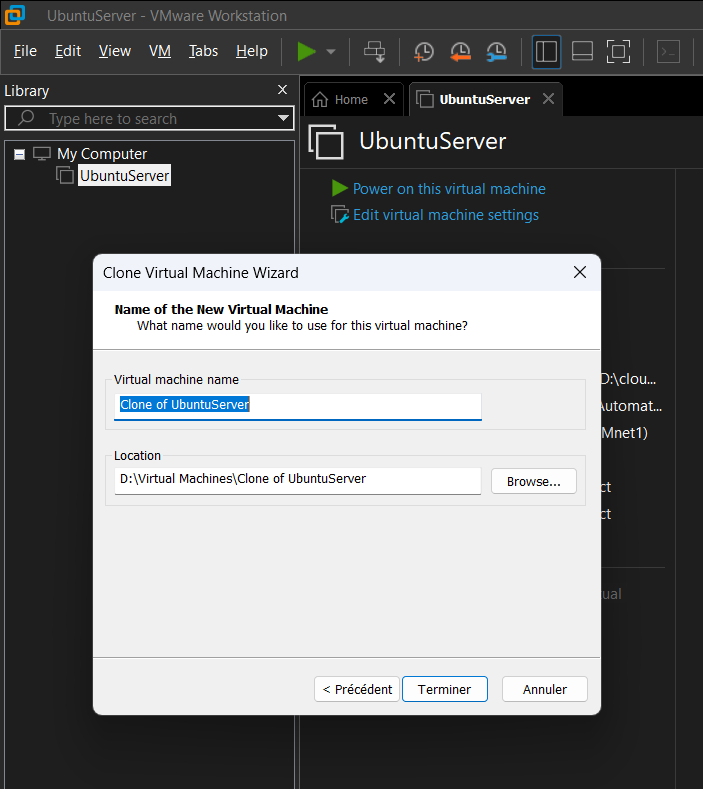 UbuntuServer - VMware Workstation
File Edit View VM Tabs Help
Library
Type here to search
My Computer
UbuntuServer
Home
UbuntuServer
UbuntuServer
Power on this virtual machine
Edit virtual machine settings
D:\clou...
Automat...
Mnet1)
ct
ct
ual
Clone Virtual Machine Wizard
Name of the New Virtual Machine
What name would you like to use for this virtual machine?
Virtual machine name
Clone of UbuntuServer
Location
D:\Virtual Machines\Clone of UbuntuServer
Browse...
< Précédent
Terminer
Annuler